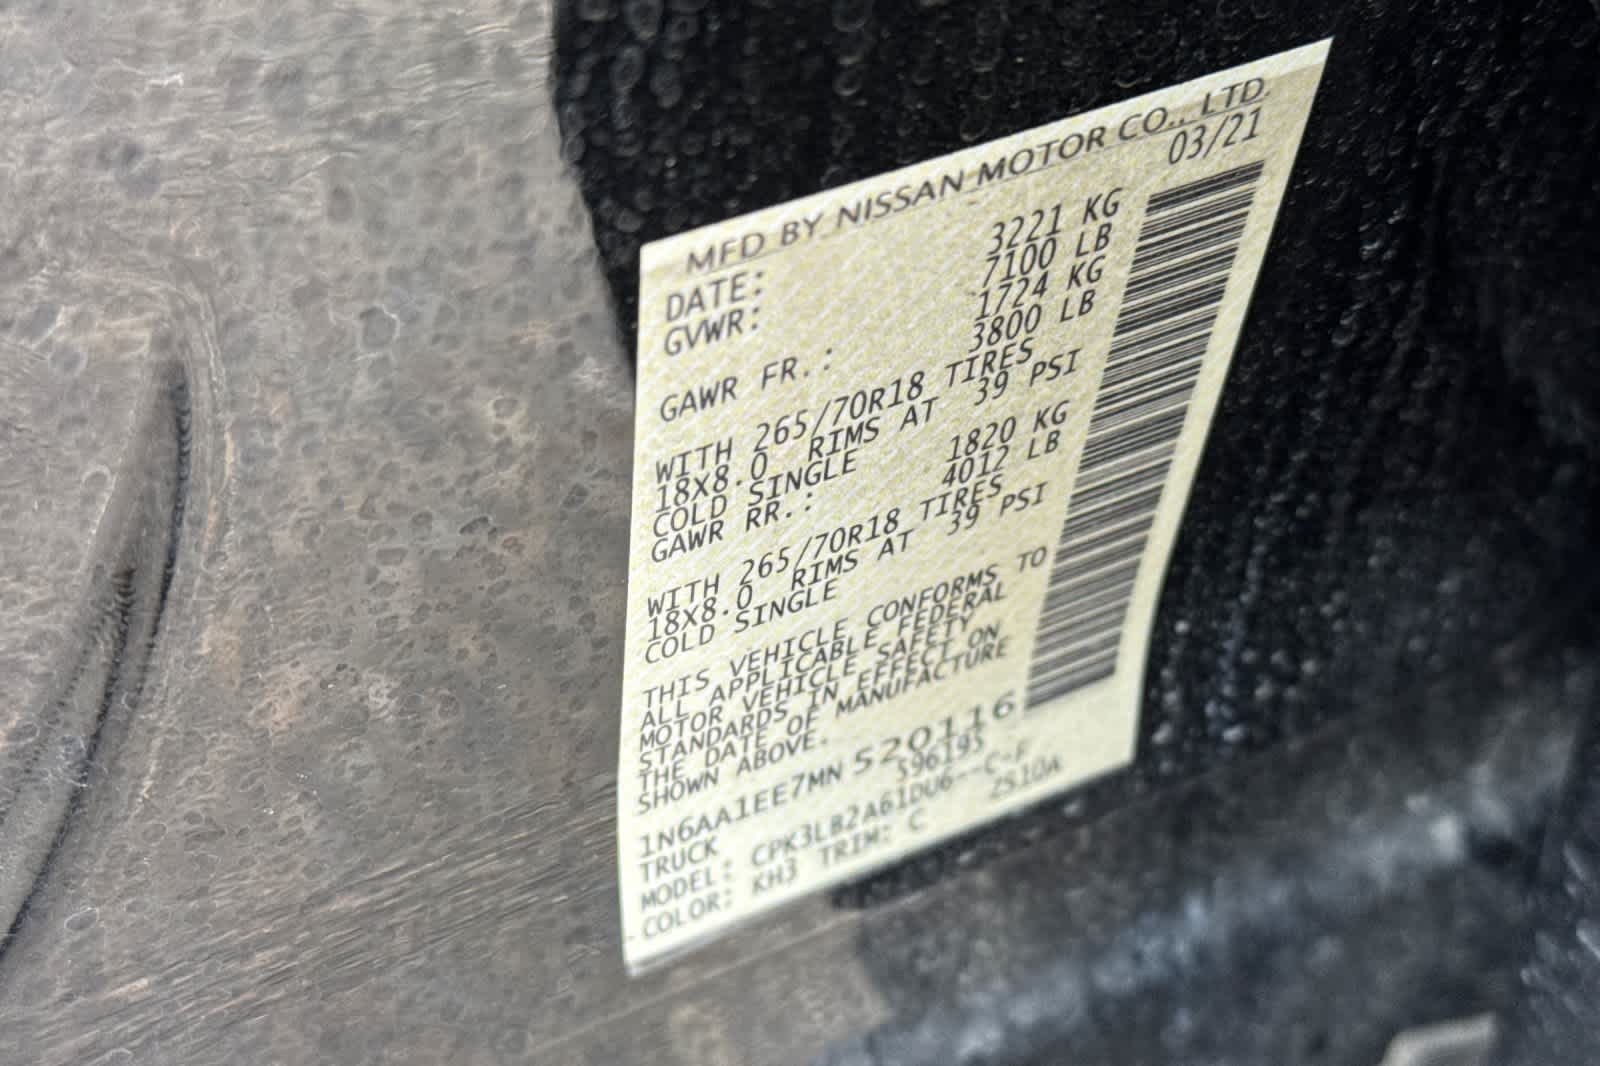 MFD BY NISSAN MOTOR CO., LTD.
DATE: 03/21
GVWR: 3221 KG
7100 LB
GAWR FR.: 1724 KG
3800 LB
WITH 265/70R18 TIRES
18X8.0 RIMS AT 39 PSI
COLD SINGLE
GAWR RR.: 1820 KG
4012 LB
WITH 265/70R18 TIRES
18X8.0 RIMS AT 39 PSI
COLD SINGLE
THIS VEHICLE CONFORMS TO
ALL APPLICABLE FEDERAL
MOTOR VEHICLE SAFETY
STANDARDS IN EFFECT ON
THE DATE OF MANUFACTURE
SHOWN ABOVE.
1N6AA1EE7MN 520116
TRUCK
MODEL: CPK3LB2A61DU6--C-F
COLOR: KH3 TRIM: C